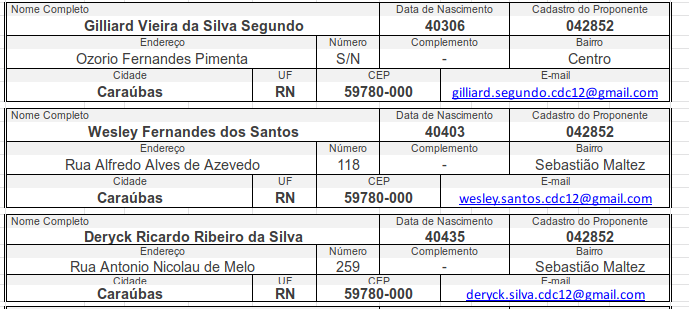 Nome Completo Data de Nascimento Cadastro do Proponente
Gilliard Vieira da Silva Segundo 40306 042852
Endereço Número Complemento Bairro
Ozorio Fernandes Pimenta S/N - Centro
Cidade UF CEP E-mail
Caraúbas RN 59780-000 gilliard.segundo.cdc12@gmail.com
Nome Completo Data de Nascimento Cadastro do Proponente
Wesley Fernandes dos Santos 40403 042852
Endereço Número Complemento Bairro
Rua Alfredo Alves de Azevedo 118 - Sebastião Maltez
Cidade UF CEP E-mail
Caraúbas RN 59780-000 wesley.santos.cdc12@gmail.com
Nome Completo Data de Nascimento Cadastro do Proponente
Deryck Ricardo Ribeiro da Silva 40435 042852
Endereço Número Complemento Bairro
Rua Antonio Nicolau de Melo 259 - Sebastião Maltez
Cidade UF CEP E-mail
Caraúbas RN 59780-000 deryck.silva.cdc12@gmail.com